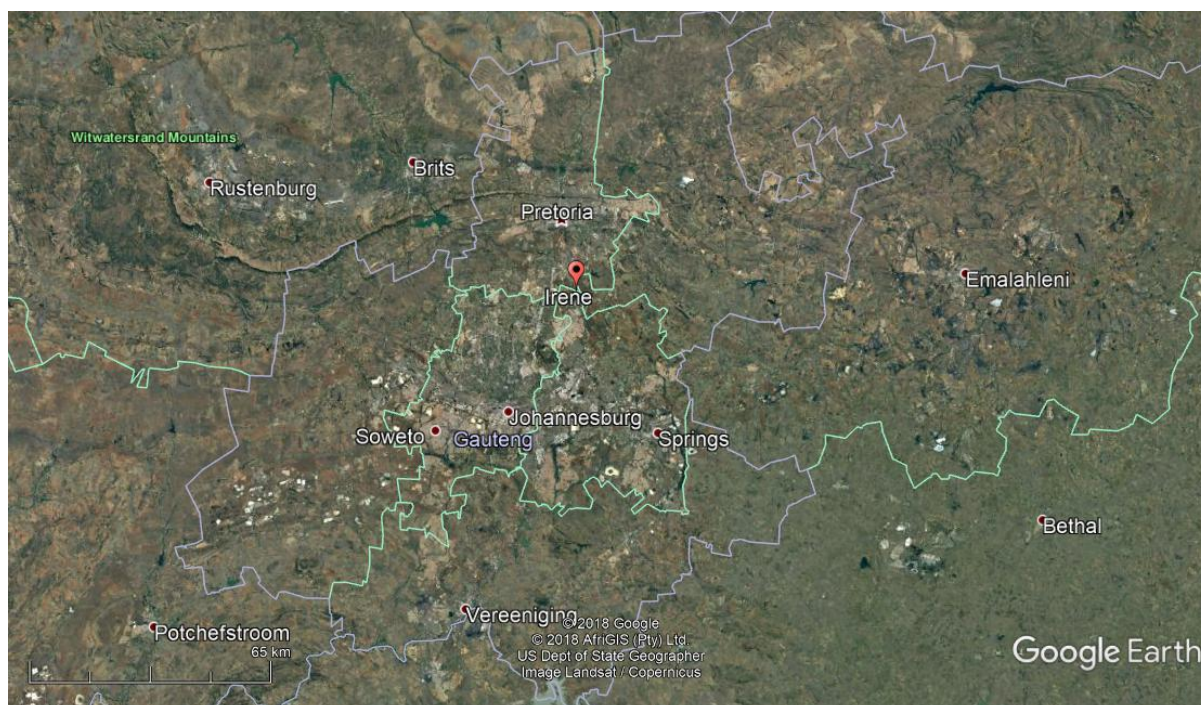 Witwatersrand Mountains
Brits
Rustenburg
Pretoria
Irene
Emalahleni
Johannesburg
Soweto
Gauteng
Springs
Bethal
Vereeniging
Potchefstroom
65 km
© 2018 Google
© 2018 AfriGIS (Pty) Ltd.
US Dept of State Geographer
Image Landsat / Copernicus
Google Earth